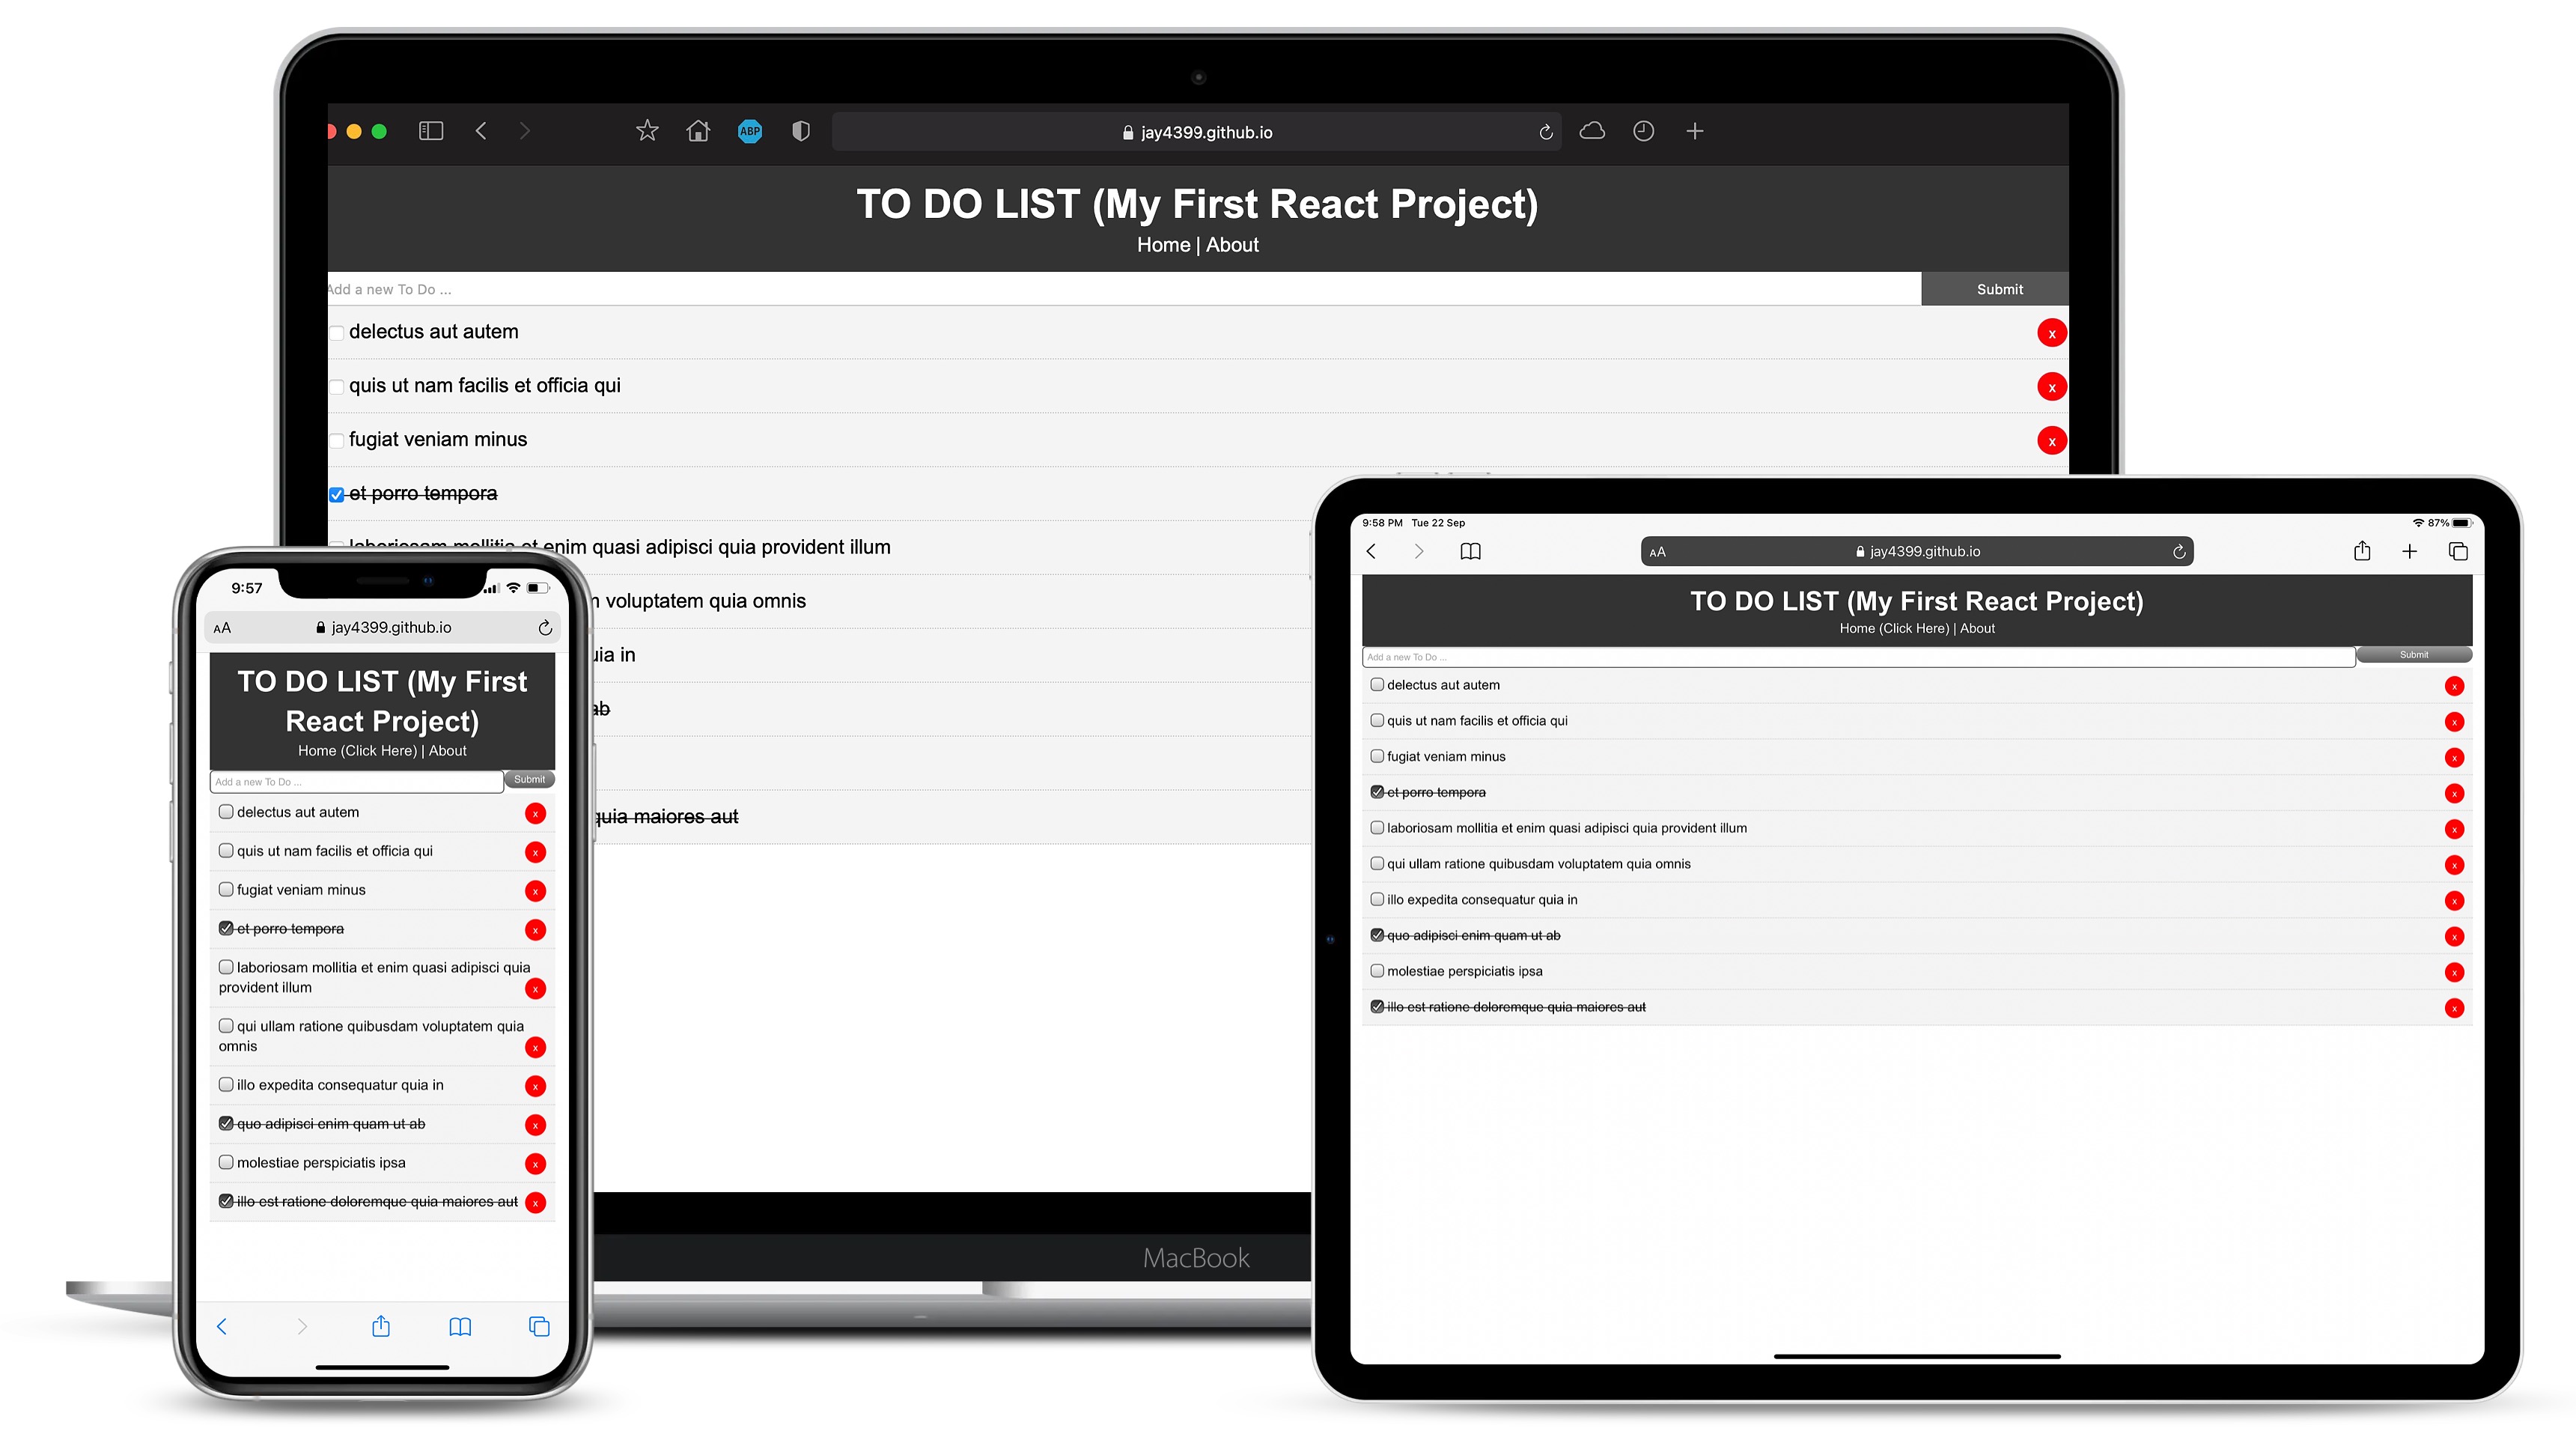 ABP
jay4399.github.io
TO DO LIST (My First React Project)
Home | About
Add a new To Do ...
Submit
delectus aut autem
x
quis ut nam facilis et officia qui
x
fugiat veniam minus
x
et porro tempora
laboriosam mollitia et enim quasi adipisci quia provident illum
voluptatem quia omnis
in
ab
quia maiores aut
MacBook
9:57
AA
jay4399.github.io
TO DO LIST (My First
React Project)
Home (Click Here) | About
Add a new To Do ...
Submit
delectus aut autem
x
quis ut nam facilis et officia qui
x
fugiat veniam minus
x
et porro tempora
x
laboriosam mollitia et enim quasi adipisci quia
provident illum
x
qui ullam ratione quibusdam voluptatem quia
omnis
x
illo expedita consequatur quia in
x
quo adipisci enim quam ut ab
x
molestiae perspiciatis ipsa
x
illo est ratione doloremque quia maiores aut
x
9:58 PM Tue 22 Sep
87%
AA
jay4399.github.io
TO DO LIST (My First React Project)
Home (Click Here) | About
Add a new To Do ...
Submit
delectus aut autem
x
quis ut nam facilis et officia qui
x
fugiat veniam minus
x
et porro tempora
x
laboriosam mollitia et enim quasi adipisci quia provident illum
x
qui ullam ratione quibusdam voluptatem quia omnis
x
illo expedita consequatur quia in
x
quo adipisci enim quam ut ab
x
molestiae perspiciatis ipsa
x
illo est ratione doloremque quia maiores aut
x